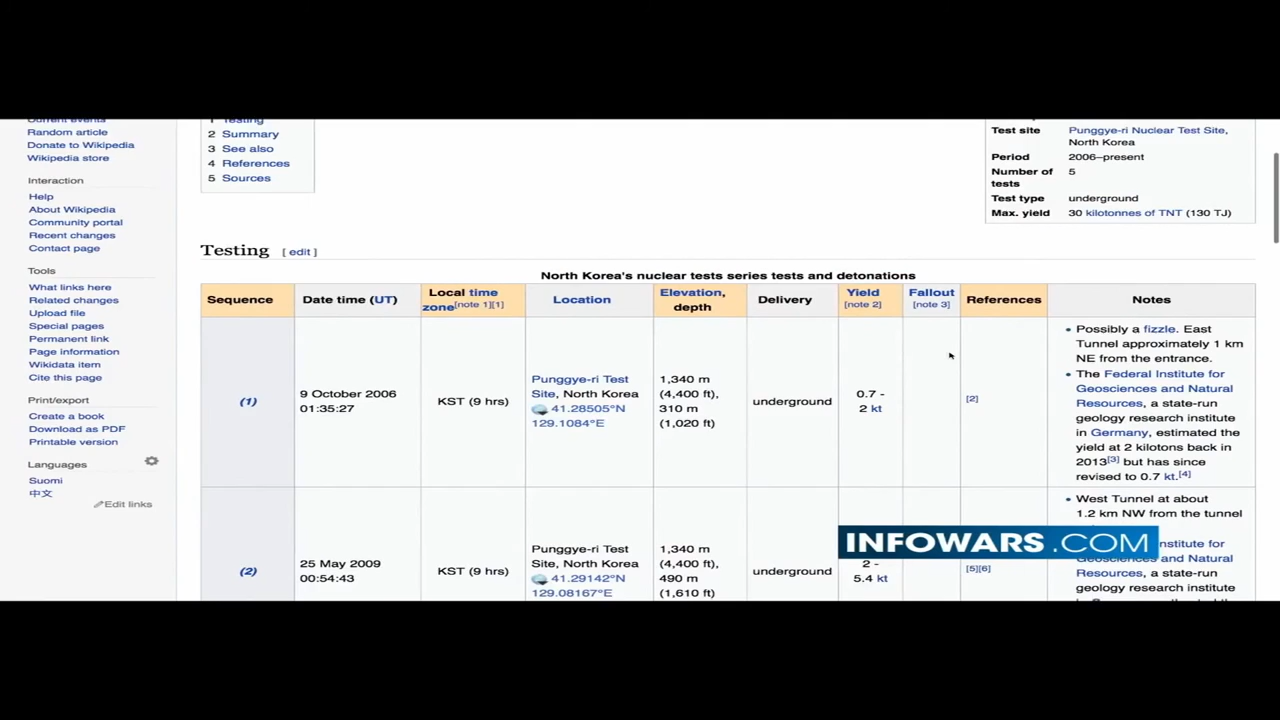 Current events
Random article
Donate to Wikipedia
Wikipedia store
Interaction
Help
About Wikipedia
Community portal
Recent changes
Contact page
Tools
What links here
Related changes
Upload file
Special pages
Permanent link
Page information
Wikidata item
Cite this page
Print/export
Create a book
Download as PDF
Printable version
Languages
Suomi
中文
Edit links
1 Testing
2 Summary
3 See also
4 References
5 Sources
Test site Punggye-ri Nuclear Test Site,
North Korea
Period 2006–present
Number of 5
tests
Test type underground
Max. yield 30 kilotonnes of TNT (130 TJ)
Testing [ edit ]
North Korea's nuclear tests series tests and detonations
Sequence
Date time (UT)
Local time
zone[note 1][1]
Location
Elevation,
depth
Delivery
Yield
[note 2]
Fallout
[note 3]
References
Notes
(1)
9 October 2006
01:35:27
KST (9 hrs)
Punggye-ri Test
Site, North Korea
41.28505°N
129.1084°E
1,340 m
(4,400 ft),
310 m
(1,020 ft)
underground
0.7 -
2 kt
[2]
• Possibly a fizzle. East
Tunnel approximately 1 km
NE from the entrance.
• The Federal Institute for
Geosciences and Natural
Resources, a state-run
geology research institute
in Germany, estimated the
yield at 2 kilotons back in
2013[3] but has since
revised to 0.7 kt.[4]
(2)
25 May 2009
00:54:43
KST (9 hrs)
Punggye-ri Test
Site, North Korea
41.29142°N
129.08167°E
1,340 m
(4,400 ft),
490 m
(1,610 ft)
underground
2 -
5.4 kt
[5][6]
• West Tunnel at about
1.2 km NW from the tunnel
Institute for
and Natural
Resources, a state-run
geology research institute
INFOWARS.COM